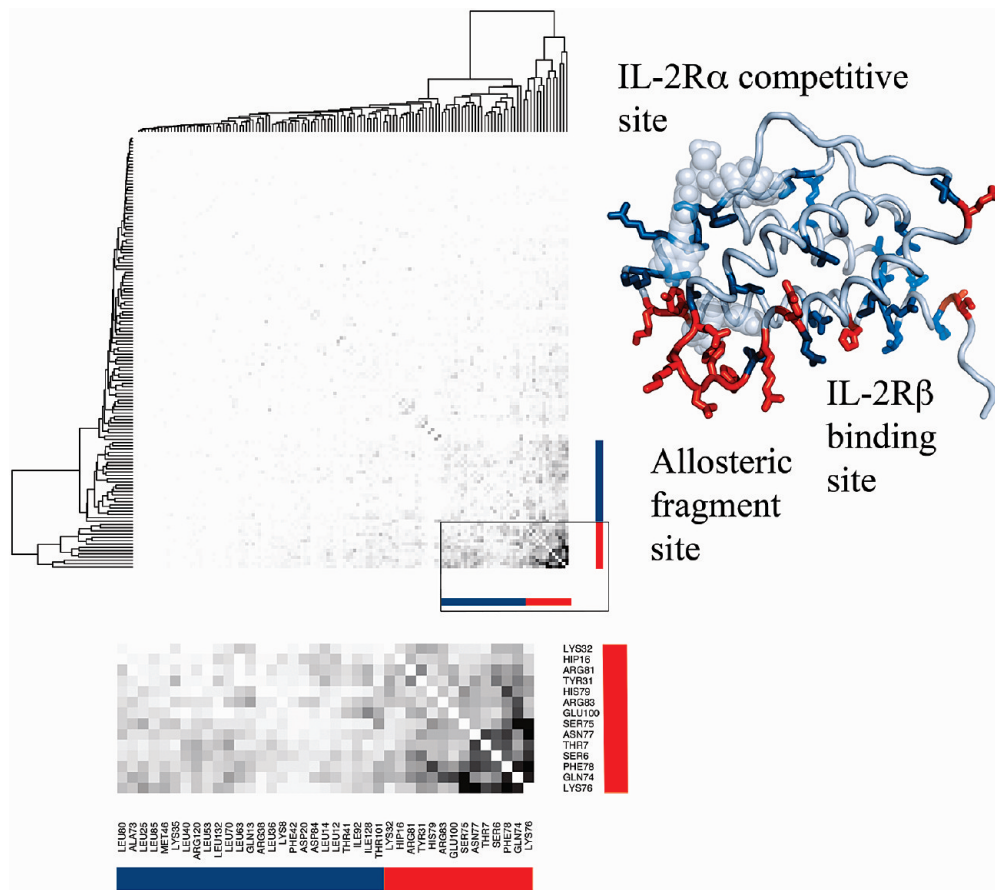 IL-2Rα competitive
site
IL-2Rβ
binding
site
Allosteric
fragment
site
LYS32
HIP16
ARG81
TYR31
HIS79
ARG83
GLU100
SER75
ASN77
THR7
SER6
PHE78
GLN74
LYS76
LEU80
ALA73
LEU25
LEU85
MET46
LYS35
LEU40
ARG120
LEU53
LEU132
LEU70
LEU63
GLN13
ARG38
LEU36
LYS8
PHE42
ASP20
ASP84
LEU14
LEU12
THR41
ILE92
ILE128
THR101
LYS32
HIP16
ARG81
TYR31
HIS79
ARG83
GLU100
SER75
ASN77
THR7
SER6
PHE78
GLN74
LYS76